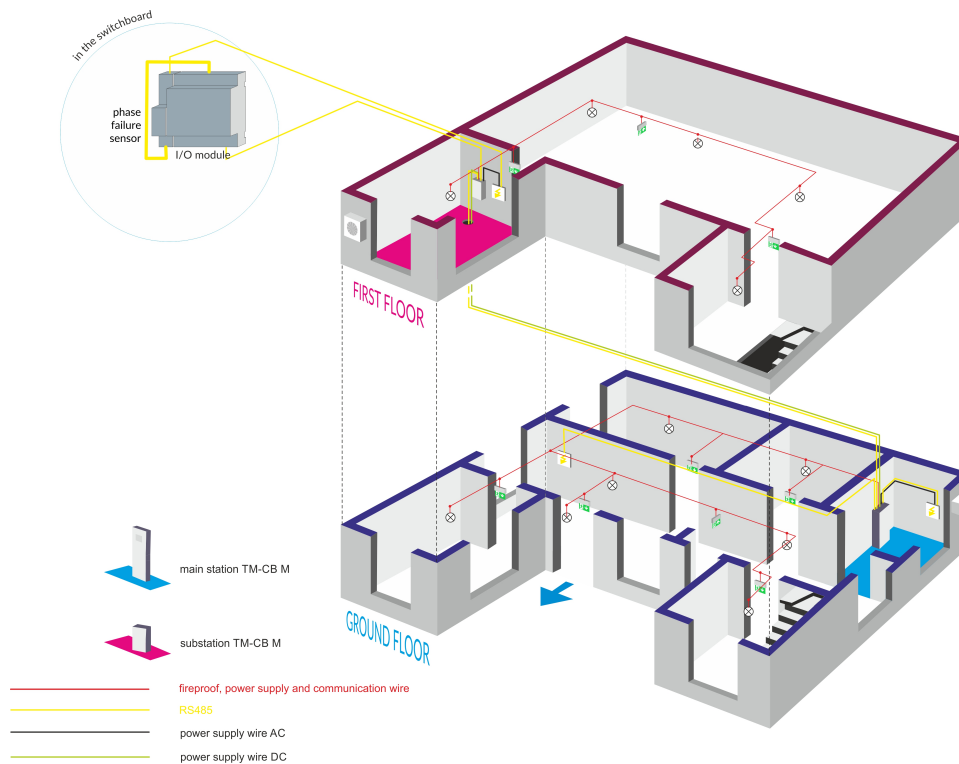 in the switchboard
phase
failure
sensor
I/O module
FIRST FLOOR
GROUND FLOOR
main station TM-CB M
substation TM-CB M
fireproof, power supply and communication wire
RS485
power supply wire AC
power supply wire DC